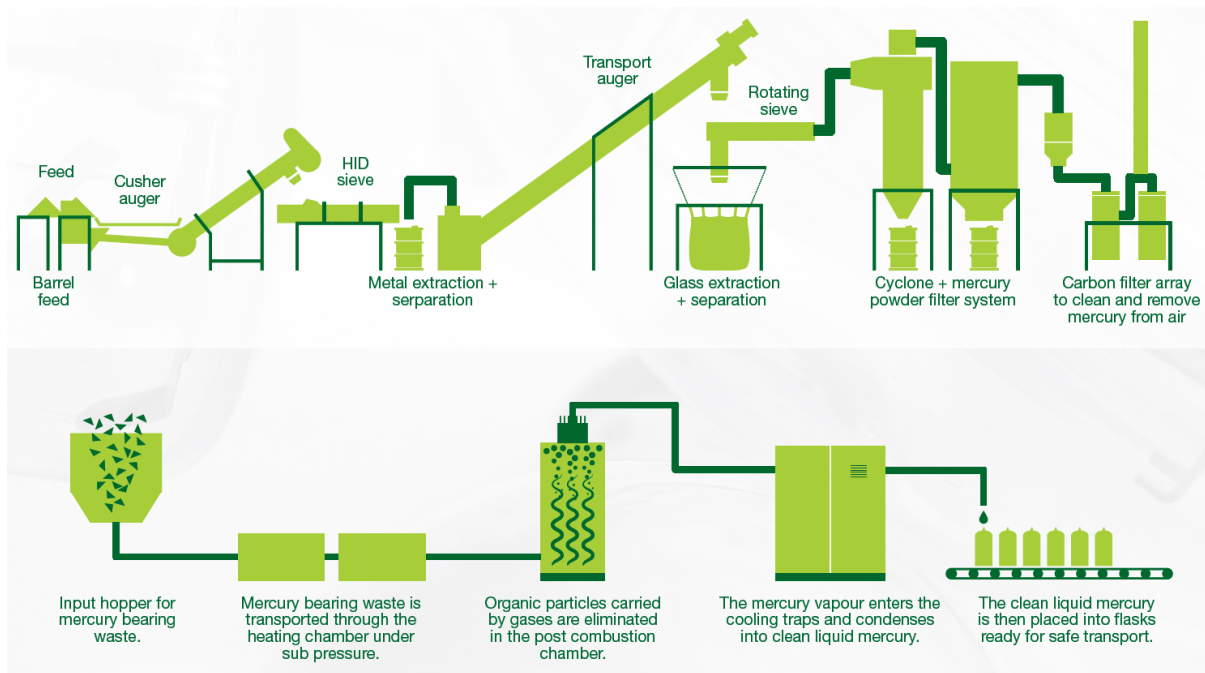 Feed
Cusher
auger
HID
sieve
Transport
auger
Rotating
sieve
Barrel
feed
Metal extraction +
serparation
Glass extraction
+ separation
Cyclone + mercury
powder filter system
Carbon filter array
to clean and remove
mercury from air
Input hopper for
mercury bearing
waste.
Mercury bearing waste is
transported through the
heating chamber under
sub pressure.
Organic particles carried
by gases are eliminated
in the post combustion
chamber.
The mercury vapour enters the
cooling traps and condenses
into clean liquid mercury.
The clean liquid mercury
is then placed into flasks
ready for safe transport.